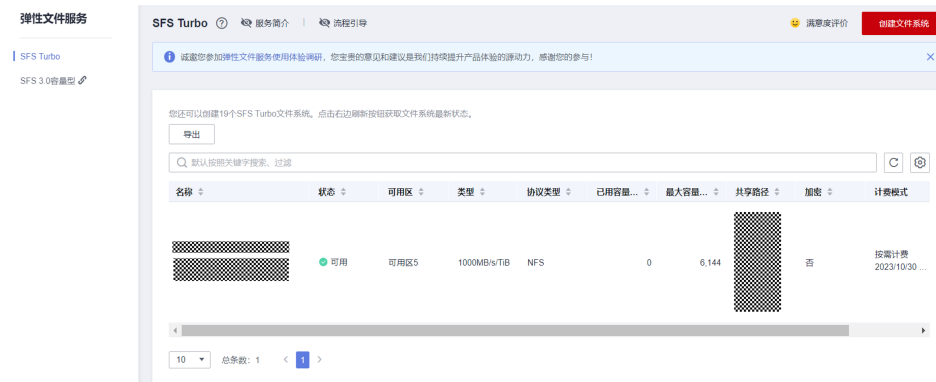 弹性文件服务
SFS Turbo
SFS 3.0容量型
SFS Turbo ? 服务简介 | 流程引导
满意度评价
创建文件系统
诚邀您参加弹性文件服务使用体验调研，您宝贵的意见和建议是我们持续提升产品体验的源动力，感谢您的参与！
您还可以创建19个SFS Turbo文件系统。点击右边刷新按钮获取文件系统最新状态。
导出
默认按照关键字搜索、过滤
名称 状态 可用区 类型 协议类型 已用容量... 最大容量... 共享路径 加密 计费模式
可用 可用区5 1000MB/s/TiB NFS 0 6,144 否 按需计费
2023/10/30 ...
10 总条数：1 < 1 >